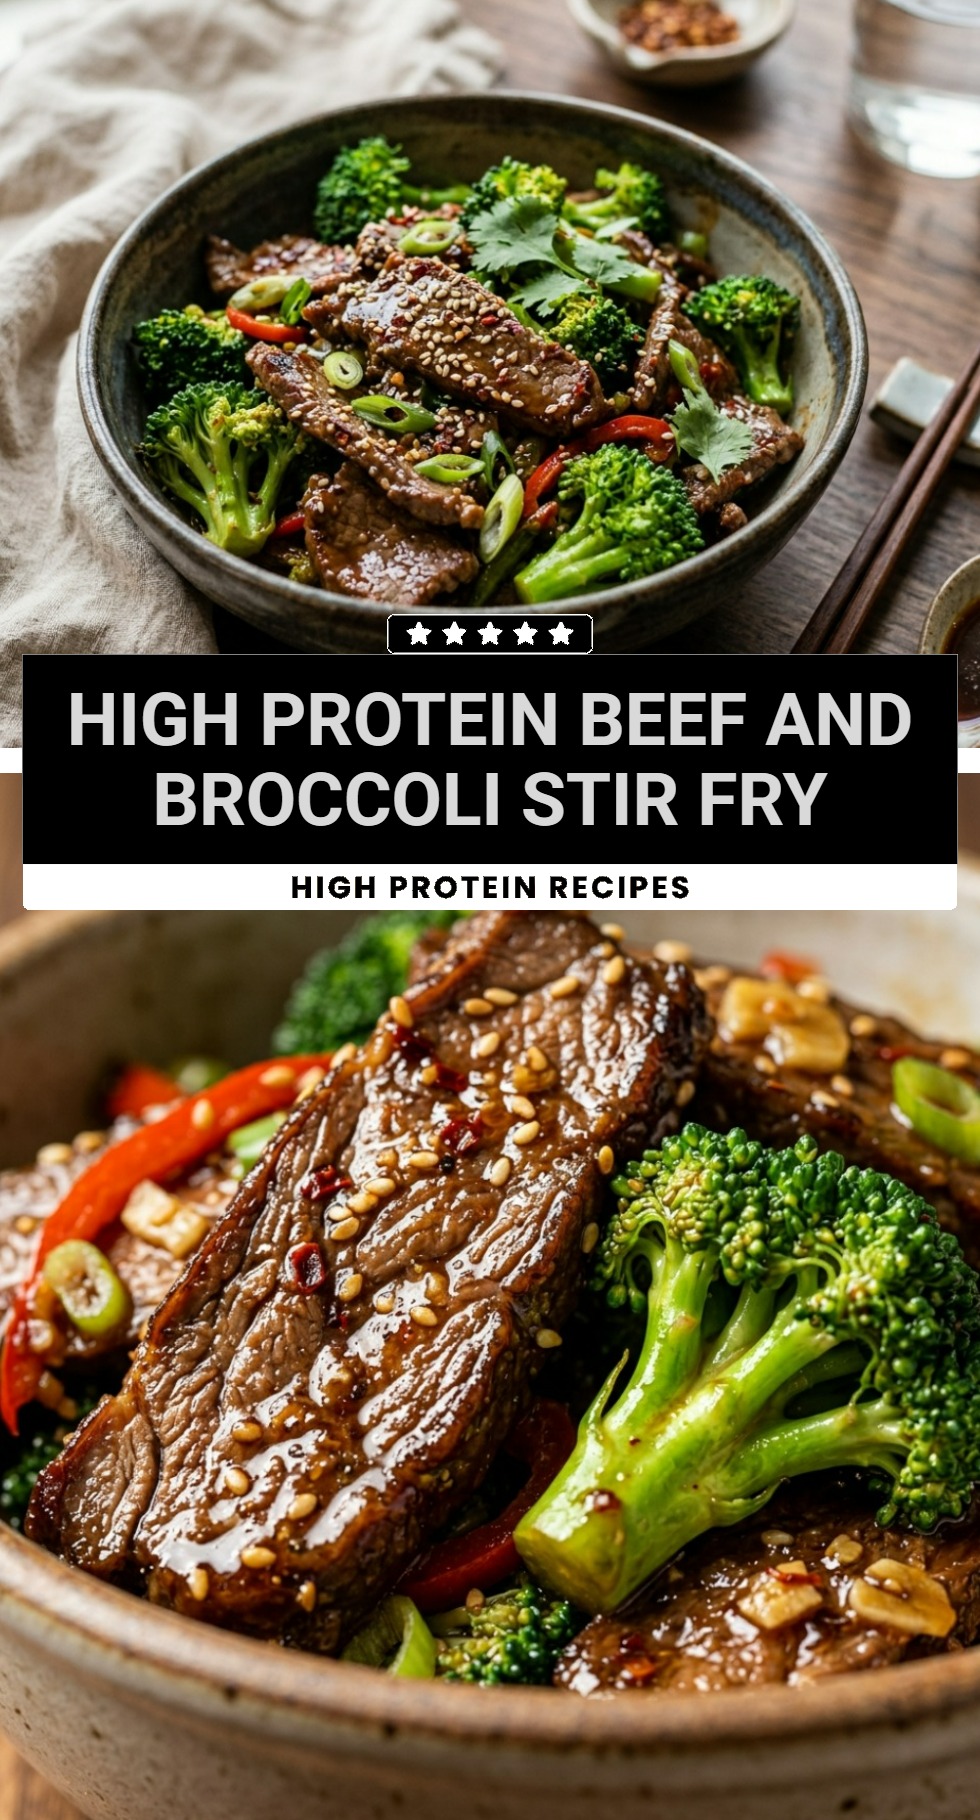 HIGH PROTEIN BEEF AND
BROCCOLI STIR FRY
HIGH PROTEIN RECIPES